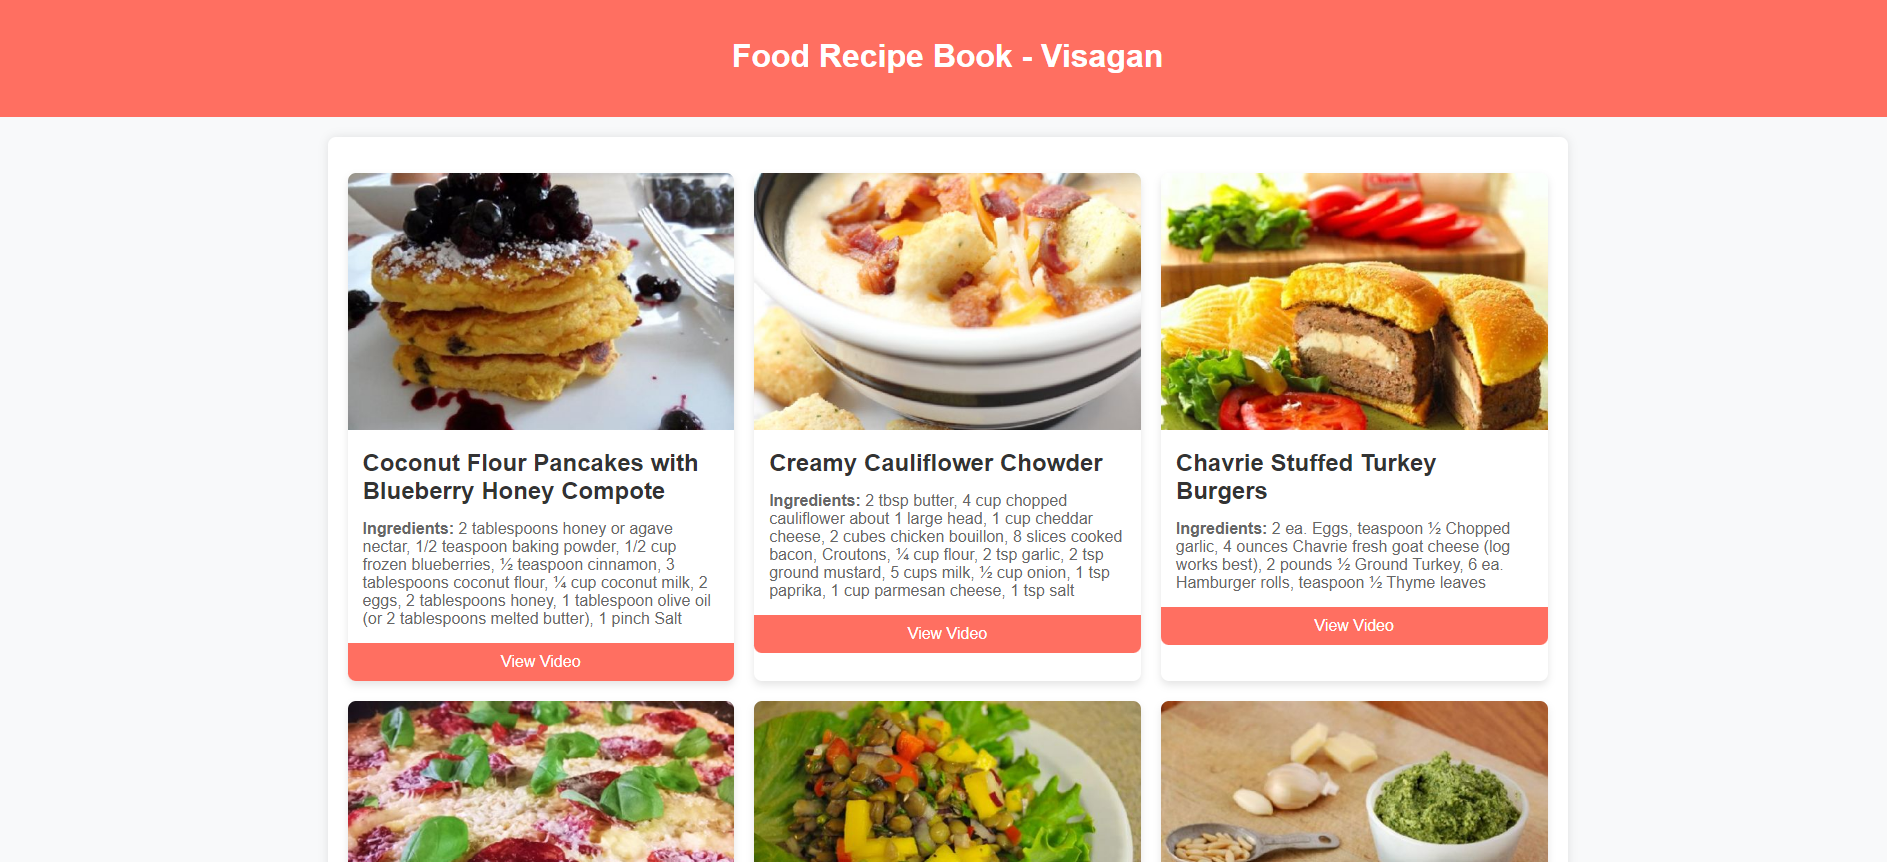 Food Recipe Book - Visagan
Coconut Flour Pancakes with
Blueberry Honey Compote
Ingredients: 2 tablespoons honey or agave
nectar, 1/2 teaspoon baking powder, 1/2 cup
frozen blueberries, ½ teaspoon cinnamon, 3
tablespoons coconut flour, ¼ cup coconut milk, 2
eggs, 2 tablespoons honey, 1 tablespoon olive oil
(or 2 tablespoons melted butter), 1 pinch Salt
View Video
Creamy Cauliflower Chowder
Ingredients: 2 tbsp butter, 4 cup chopped
cauliflower about 1 large head, 1 cup cheddar
cheese, 2 cubes chicken bouillon, 8 slices cooked
bacon, Croutons, ¼ cup flour, 2 tsp garlic, 2 tsp
ground mustard, 5 cups milk, ½ cup onion, 1 tsp
paprika, 1 cup parmesan cheese, 1 tsp salt
View Video
Chavrie Stuffed Turkey
Burgers
Ingredients: 2 ea. Eggs, teaspoon ½ Chopped
garlic, 4 ounces Chavrie fresh goat cheese (log
works best), 2 pounds ½ Ground Turkey, 6 ea.
Hamburger rolls, teaspoon ½ Thyme leaves
View Video